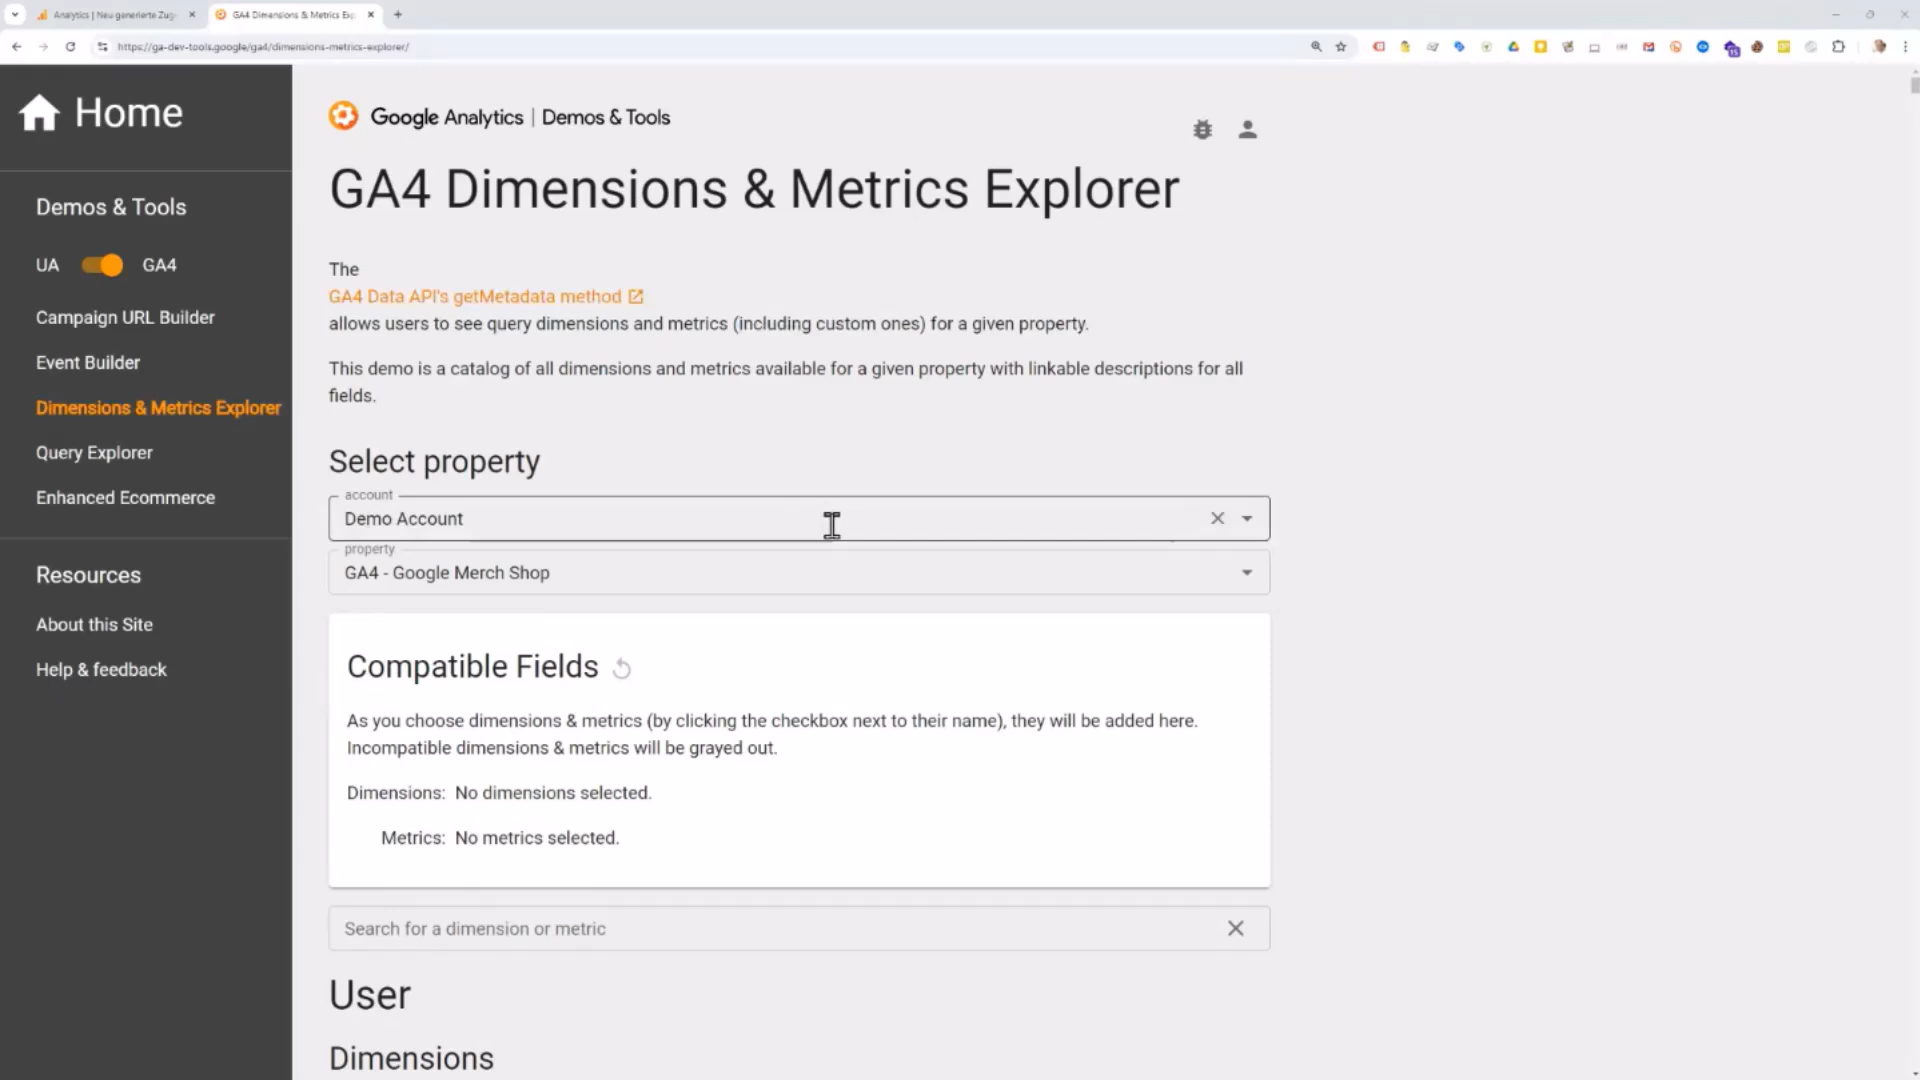 Analytics | Neu generierte Zug
GA4 Dimensions & Metrics Exp
https://ga-dev-tools.google/ga4/dimensions-metrics-explorer/
15
Home
Demos & Tools
UA GA4
Campaign URL Builder
Event Builder
Dimensions & Metrics Explorer
Query Explorer
Enhanced Ecommerce
Resources
About this Site
Help & feedback
Google Analytics | Demos & Tools
GA4 Dimensions & Metrics Explorer
The
GA4 Data API's getMetadata method
allows users to see query dimensions and metrics (including custom ones) for a given property.
This demo is a catalog of all dimensions and metrics available for a given property with linkable descriptions for all
fields.
Select property
account
Demo Account
property
GA4 - Google Merch Shop
Compatible Fields
As you choose dimensions & metrics (by clicking the checkbox next to their name), they will be added here.
Incompatible dimensions & metrics will be grayed out.
Dimensions: No dimensions selected.
Metrics: No metrics selected.
Search for a dimension or metric
User
Dimensions